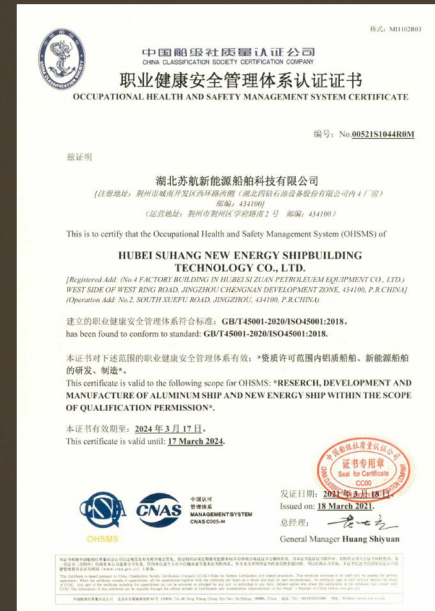 格式: MI1102R03
中国船级社质量认证公司
CHINA CLASSIFICATION SOCIETY CERTIFICATION COMPANY
职业健康安全管理体系认证证书
OCCUPATIONAL HEALTH AND SAFETY MANAGEMENT SYSTEM CERTIFICATE
编号: No.00521S1044R0M
兹证明
湖北苏航新能源船舶科技有限公司
[注册地址: 荆州市城南开发区西环路西侧 (湖北四钻石油设备股份有限公司内4厂房)
邮编: 434100]
(运营地址: 荆州市荆州区学府路南2号 邮编: 434100)
This is to certify that the Occupational Health and Safety Management System (OHSMS) of
HUBEI SUHANG NEW ENERGY SHIPBUILDING
TECHNOLOGY CO., LTD.
[Registered Add: (No.4 FACTORY BUILDING IN HUBEI SI ZUAN PETROLEUEM EQUIPMENT CO., LTD.)
WEST SIDE OF WEST RING ROAD, JINGZHOU CHENGNAN DEVELOPMENT ZONE, 434100, P.R.CHINA]
(Operation Add: No.2, SOUTH XUEFU ROAD, JINGZHOU, 434100, P.R.CHINA)
建立的职业健康安全管理体系符合标准: GB/T45001-2020/ISO45001:2018。
has been found to conform to standard: GB/T45001-2020/ISO45001:2018.
本证书对下述范围的职业健康安全管理体系有效: *资质许可范围内铝质船舶、新能源船舶
的研发、制造*。
This certificate is valid to the following scope for OHSMS: *RESERCH, DEVELOPMENT AND
MANUFACTURE OF ALUMINUM SHIP AND NEW ENERGY SHIP WITHIN THE SCOPE
OF QUALIFICATION PERMISSION*.
本证书有效期至: 2024年3月17日。
This certificate is valid until: 17 March 2024.
中国船级社质量认证公司
证书专用章
Seal for Certificate
CC00
发证日期: 2021年3月18日
Issued on: 18 March 2021.
总经理:
General Manager Huang Shiyuan
CCS
OHSMS
CNAS
中国认可
管理体系
MANAGEMENT SYSTEM
CNAS C005-M